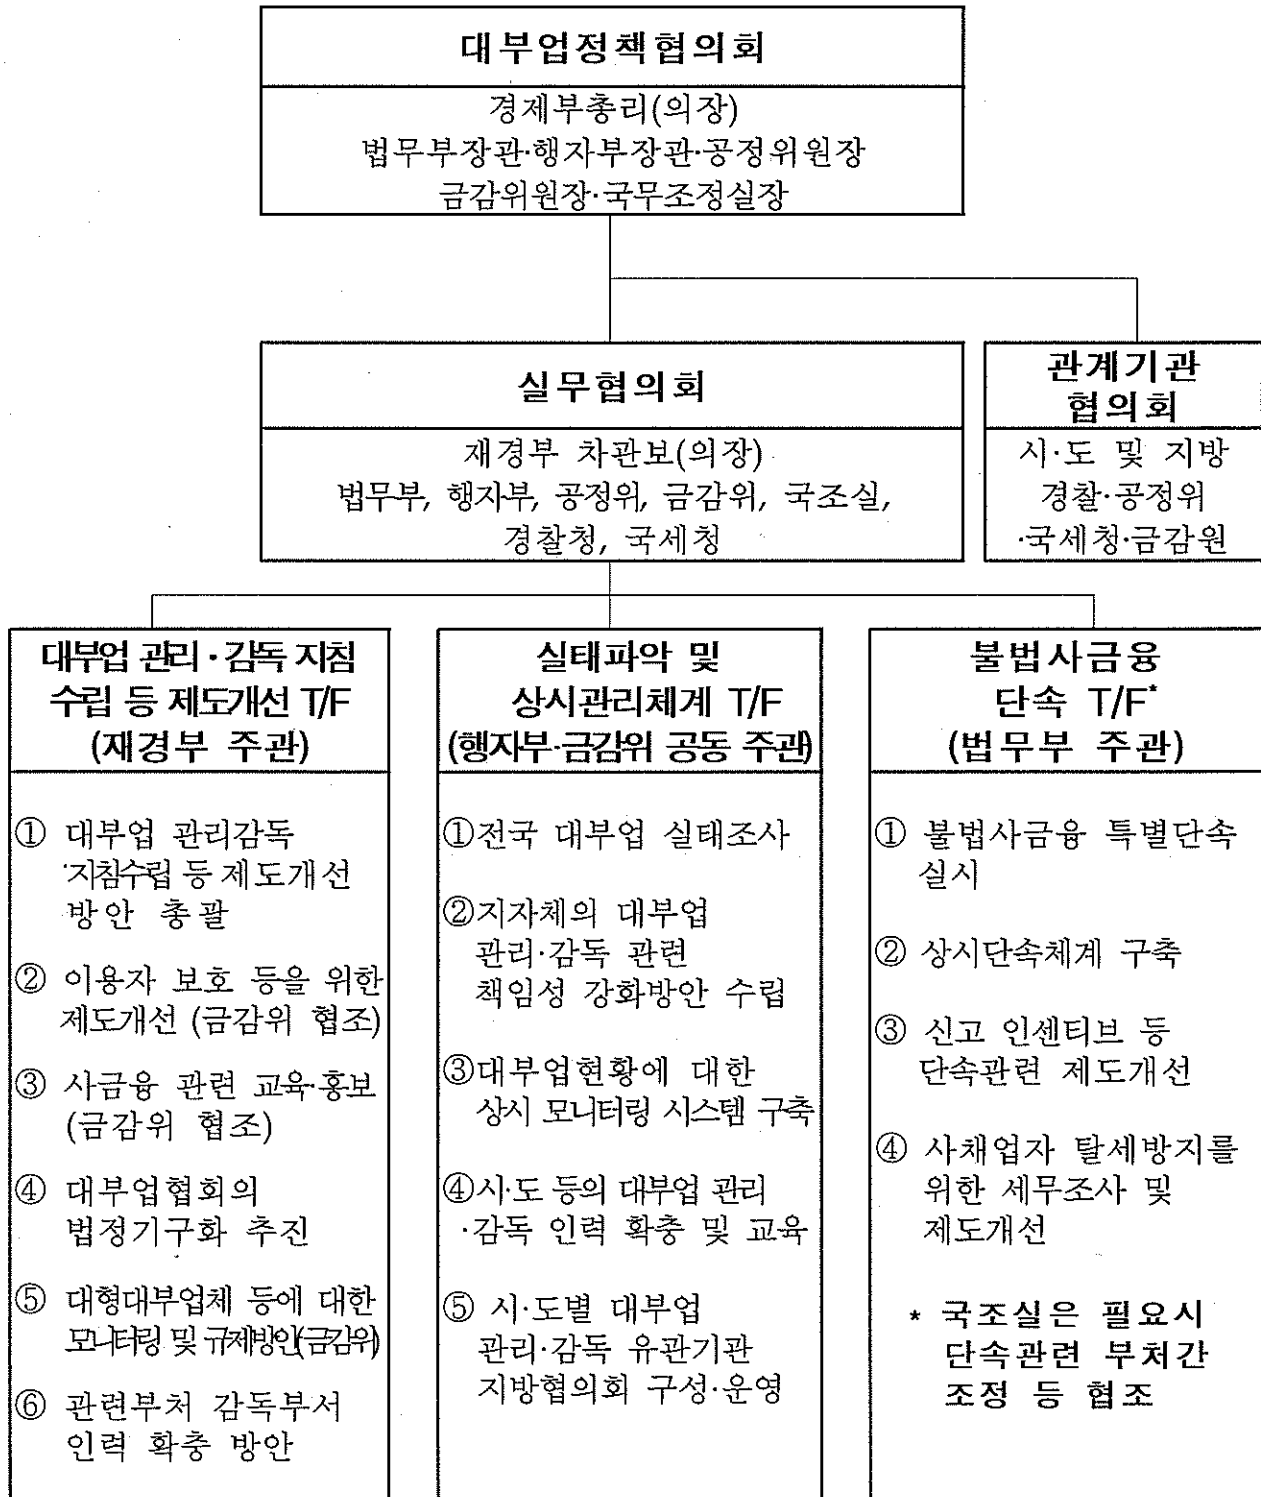 대부업정책협의회
경제부총리(의장)
법무부장관·행자부장관·공정위원장
금감위원장·국무조정실장
실무협의회
재경부 차관보(의장)
법무부, 행자부, 공정위, 금감위, 국조실,
경찰청, 국세청
관계기관
협의회
시·도 및 지방
경찰·공정위
·국세청·금감원
대부업 관리·감독 지침
수립 등 제도개선 T/F
(재경부 주관)
① 대부업 관리감독
지침수립 등 제도개선
방안 총괄
② 이용자 보호 등을 위한
제도개선 (금감위 협조)
③ 사금융 관련 교육·홍보
(금감위 협조)
④ 대부업협회의
법정기구화 추진
⑤ 대형대부업체 등에 대한
모니터링 및 규제방안(금감위)
⑥ 관련부처 감독부서
인력 확충 방안
실태파악 및
상시관리체계 T/F
(행자부·금감위 공동 주관)
①전국 대부업 실태조사
②지자체의 대부업
관리·감독 관련
책임성 강화방안 수립
③대부업현황에 대한
상시 모니터링 시스템 구축
④시·도 등의 대부업 관리
·감독 인력 확충 및 교육
⑤ 시·도별 대부업
관리·감독 유관기관
지방협의회 구성·운영
불법사금융
단속 T/F*
(법무부 주관)
① 불법사금융 특별단속
실시
② 상시단속체계 구축
③ 신고 인센티브 등
단속관련 제도개선
④ 사채업자 탈세방지를
위한 세무조사 및
제도개선
* 국조실은 필요시
단속관련 부처간
조정 등 협조